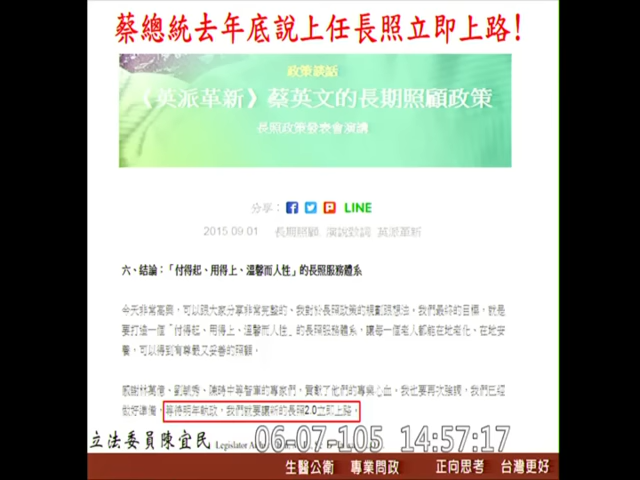 蔡總統去年底說上任長照立即上路!
政策談話
《英派革新》蔡英文的長期照顧政策
長照政策發表會演講
分享:
LINE
2015 09 01 長期照顧, 演說致詞, 英派革新
六、結論:「付得起、用得上、溫馨而人性」的長照服務體系
今天非常高興,可以跟大家分享非常完整的、我對於長照政策的規劃跟想法。我們最終的目標,就是
要打造一個「付得起、用得上、溫馨而人性」的長照服務體系,讓每一個老人都能在地老化、在地安
養,可以得到有尊嚴又妥善的照顧。
感謝林萬億、劉毓秀、陳時中等智庫的專家們,貢獻了他們的專業與心血。我也要再次強調,我們已經
做好準備,等待明年執政,我們就要讓新的長照2.0立即上路。
立法委員陳宜民 Legislator
06-07 105 14:57:17
生醫公衛 專業問政 正向思考 台灣更好